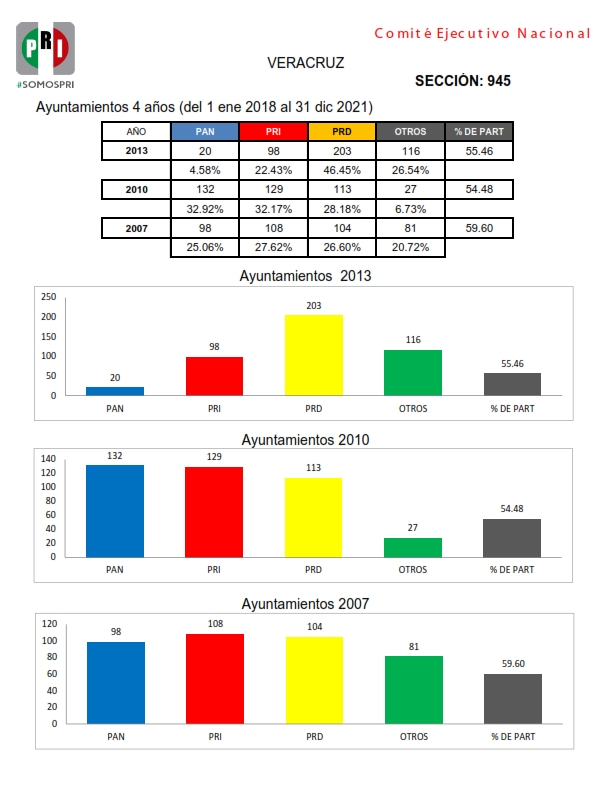 PRI
#SOMOSPRI
Comité Ejecutivo Nacional
VERACRUZ
SECCIÓN: 945
Ayuntamientos 4 años (del 1 ene 2018 al 31 dic 2021)
AÑO PAN PRI PRD OTROS % DE PART
2013 20 98 203 116 55.46
4.58% 22.43% 46.45% 26.54%
2010 132 129 113 27 54.48
32.92% 32.17% 28.18% 6.73%
2007 98 108 104 81 59.60
25.06% 27.62% 26.60% 20.72%
Ayuntamientos 2013
250
200
150
100
50
0
20 98 203 116 55.46
PAN PRI PRD OTROS % DE PART
Ayuntamientos 2010
140
120
100
80
60
40
20
0
132 129 113 27 54.48
PAN PRI PRD OTROS % DE PART
Ayuntamientos 2007
120
100
80
60
40
20
0
98 108 104 81 59.60
PAN PRI PRD OTROS % DE PART